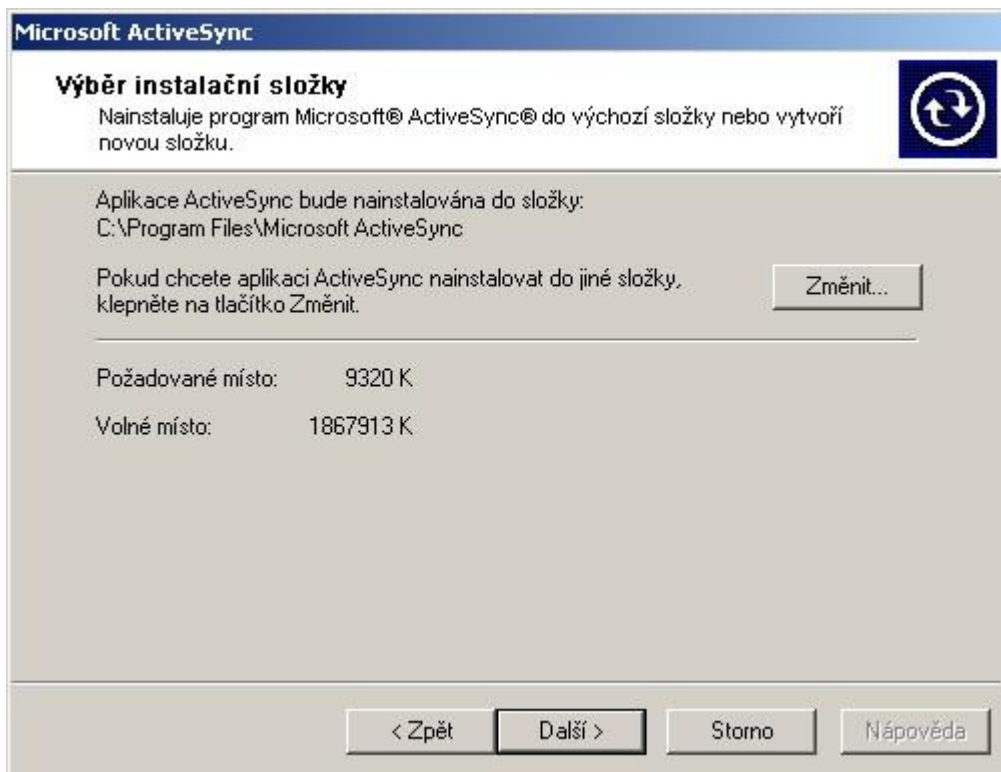 Microsoft ActiveSync
Výběr instalační složky
Nainstaluje program Microsoft® ActiveSync® do výchozí složky nebo vytvoří
novou složku.
Aplikace ActiveSync bude nainstalována do složky:
C:\Program Files\Microsoft ActiveSync
Pokud chcete aplikaci ActiveSync nainstalovat do jiné složky,
klepněte na tlačítko Změnit.
Změnit...
Požadované místo: 9320 K
Volné místo: 1867913 K
< Zpět
Další >
Storno
Nápověda